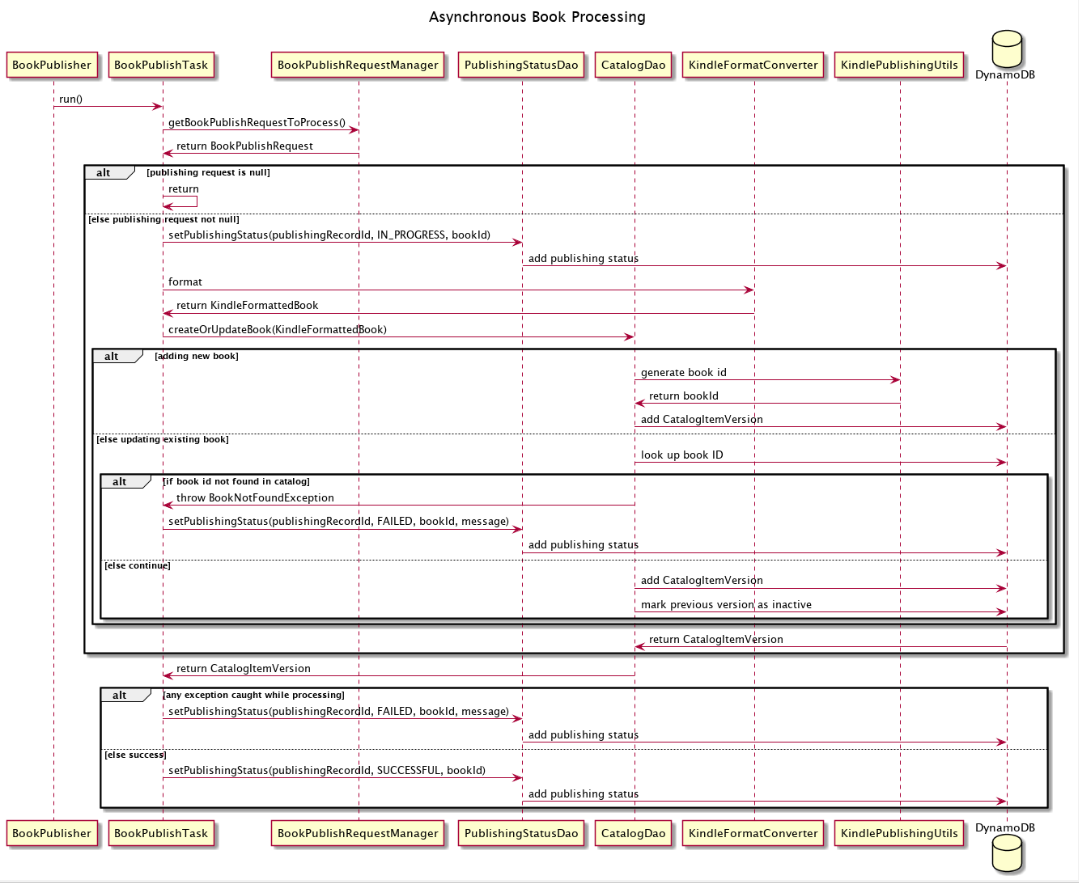 Asynchronous Book Processing
BookPublisher BookPublishTask BookPublishRequestManager PublishingStatusDao CatalogDao KindleFormatConverter KindlePublishingUtils DynamoDB
run()
getBookPublishRequestToProcess()
return BookPublishRequest
alt [publishing request is null]
return
[else publishing request not null]
setPublishingStatus(publishingRecordId, IN_PROGRESS, bookId)
add publishing status
format
return KindleFormattedBook
createOrUpdateBook(KindleFormattedBook)
alt [adding new book]
generate book id
return bookId
add CatalogItemVersion
[else updating existing book]
look up book ID
alt [if book id not found in catalog]
throw BookNotFoundException
setPublishingStatus(publishingRecordId, FAILED, bookId, message)
add publishing status
[else continue]
add CatalogItemVersion
mark previous version as inactive
return CatalogItemVersion
return CatalogItemVersion
alt [any exception caught while processing]
setPublishingStatus(publishingRecordId, FAILED, bookId, message)
add publishing status
[else success]
setPublishingStatus(publishingRecordId, SUCCESSFUL, bookId)
add publishing status
BookPublisher BookPublishTask BookPublishRequestManager PublishingStatusDao CatalogDao KindleFormatConverter KindlePublishingUtils DynamoDB